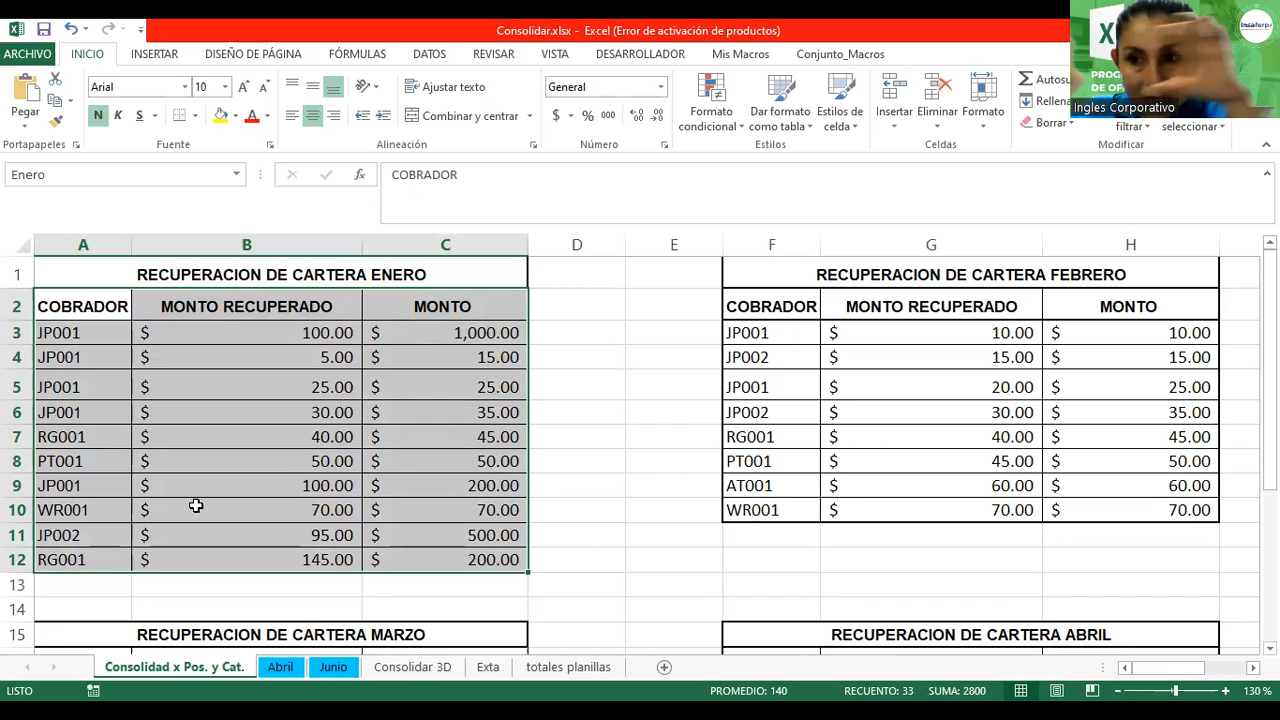 Consolidar.xlsx - Excel (Error de activación de productos)
ARCHIVO INICIO INSERTAR DISEÑO DE PÁGINA FÓRMULAS DATOS REVISAR VISTA DESARROLLADOR Mis Macros Conjunto_Macros
Pegar
Arial 10
N K S
Ajustar texto
Combinar y centrar
General
$ % 000
Formato condicional
Dar formato como tabla
Estilos de celda
Insertar
Eliminar
Formato
Rellena
Borrar
filtrar
seleccionar
Portapapeles Fuente Alineación Número Estilos Celdas Modificar
Insaforp
Ingles Corporativo
Enero
fx
COBRADOR
A B C D E F G H
1 RECUPERACION DE CARTERA ENERO RECUPERACION DE CARTERA FEBRERO
2 COBRADOR MONTO RECUPERADO MONTO COBRADOR MONTO RECUPERADO MONTO
3 JP001 $ 100.00 $ 1,000.00 JP001 $ 10.00 $ 10.00
4 JP001 $ 5.00 $ 15.00 JP002 $ 15.00 $ 15.00
5 JP001 $ 25.00 $ 25.00 JP001 $ 20.00 $ 25.00
6 JP001 $ 30.00 $ 35.00 JP002 $ 30.00 $ 35.00
7 RG001 $ 40.00 $ 45.00 RG001 $ 40.00 $ 45.00
8 PT001 $ 50.00 $ 50.00 PT001 $ 45.00 $ 50.00
9 JP001 $ 100.00 $ 200.00 AT001 $ 60.00 $ 60.00
10 WR001 $ 70.00 $ 70.00 WR001 $ 70.00 $ 70.00
11 JP002 $ 95.00 $ 500.00
12 RG001 $ 145.00 $ 200.00
13
14
15 RECUPERACION DE CARTERA MARZO RECUPERACION DE CARTERA ABRIL
Consolidad x Pos. y Cat. Abril Junio Consolidar 3D Exta totales planillas
LISTO PROMEDIO: 140 RECUENTO: 33 SUMA: 2800 130 %